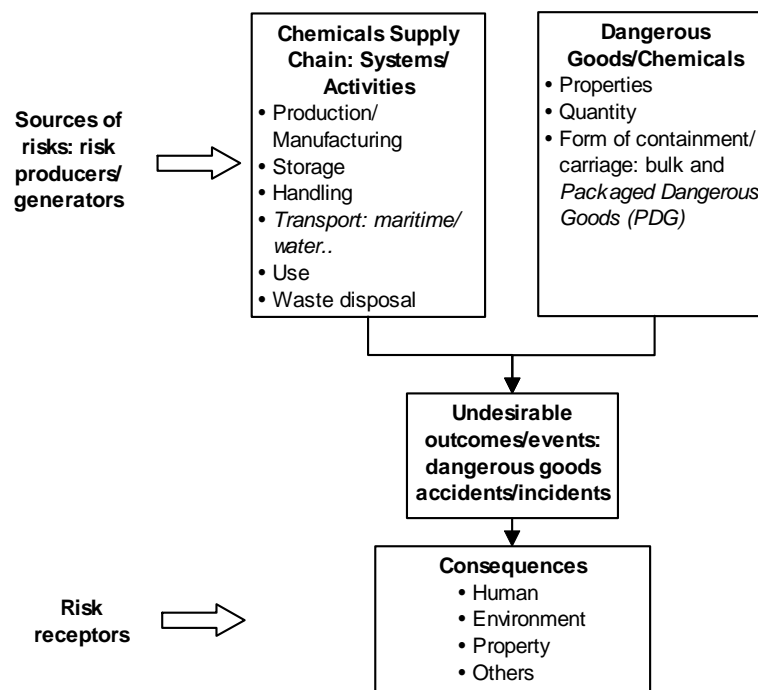 Chemicals Supply
Chain: Systems/
Activities
• Production/
Manufacturing
• Storage
• Handling
• Transport: maritime/
water..
• Use
• Waste disposal
Dangerous
Goods/Chemicals
• Properties
• Quantity
• Form of containment/
carriage: bulk and
Packaged Dangerous
Goods (PDG)
Sources of
risks: risk
producers/
generators
Undesirable
outcomes/events:
dangerous goods
accidents/incidents
Consequences
• Human
• Environment
• Property
• Others
Risk
receptors